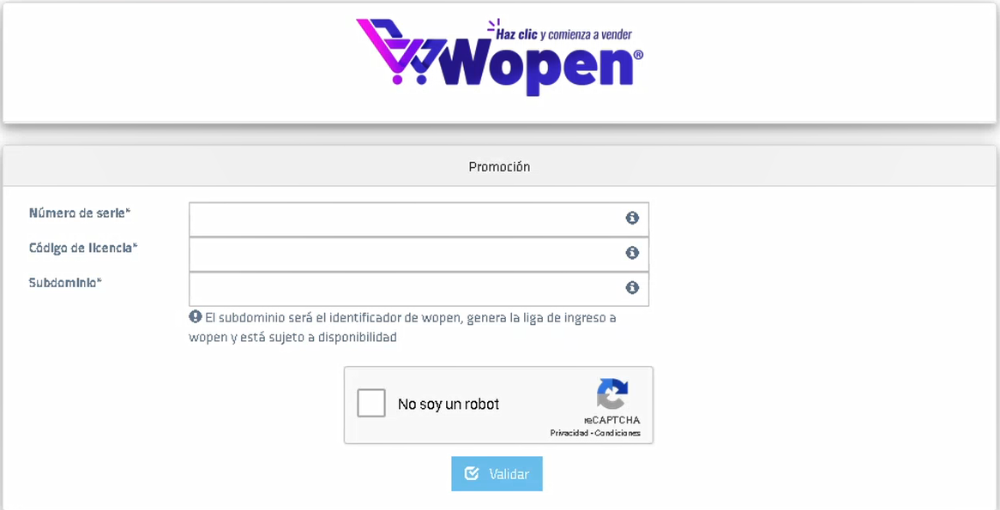 Haz clic y comienza a vender
Wopen®
Promoción
Número de serie*
Código de licencia*
Subdominio*
El subdominio será el identificador de wopen, genera la liga de ingreso a
wopen y está sujeto a disponibilidad
No soy un robot
reCAPTCHA
Privacidad - Condiciones
Validar